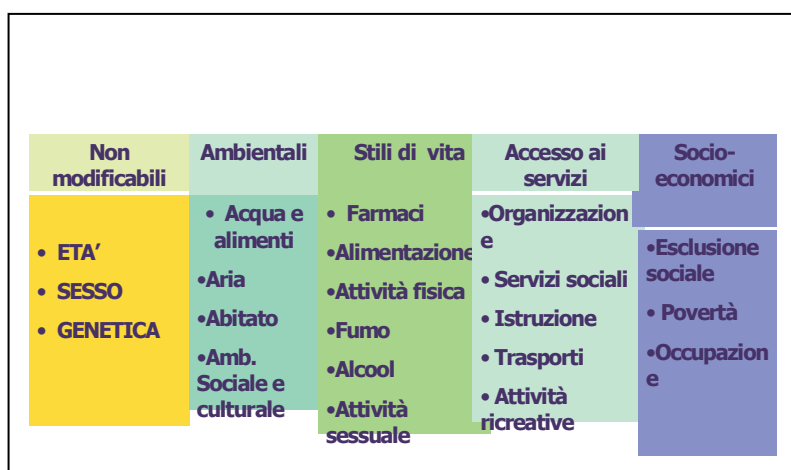 Non
modificabili
Ambientali
Stili di vita
Accesso ai
servizi
Socio-
economici
• ETA’
• SESSO
• GENETICA
• Acqua e
alimenti
•Aria
•Abitato
•Amb.
Sociale e
culturale
• Farmaci
•Alimentazione
•Attività fisica
•Fumo
•Alcool
•Attività
sessuale
•Organizzazion
e
• Servizi sociali
• Istruzione
• Trasporti
• Attività
ricreative
•Esclusione
sociale
• Povertà
•Occupazion
e